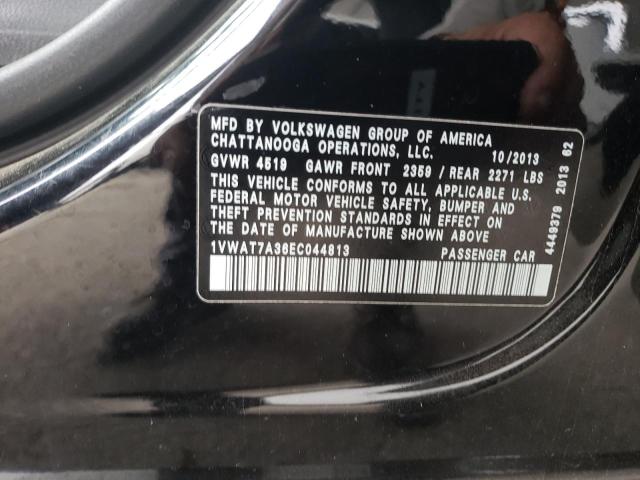 MFD BY VOLKSWAGEN GROUP OF AMERICA
CHATTANOOGA OPERATIONS, LLC. 10/2013
GVWR 4519 GAWR FRONT 2359 / REAR 2271 LBS
THIS VEHICLE CONFORMS TO ALL APPLICABLE U.S.
FEDERAL MOTOR VEHICLE SAFETY, BUMPER AND
THEFT PREVENTION STANDARDS IN EFFECT ON
THE DATE OF MANUFACTURE SHOWN ABOVE
1VWAT7A36EC044813 PASSENGER CAR
4449379 2013 62